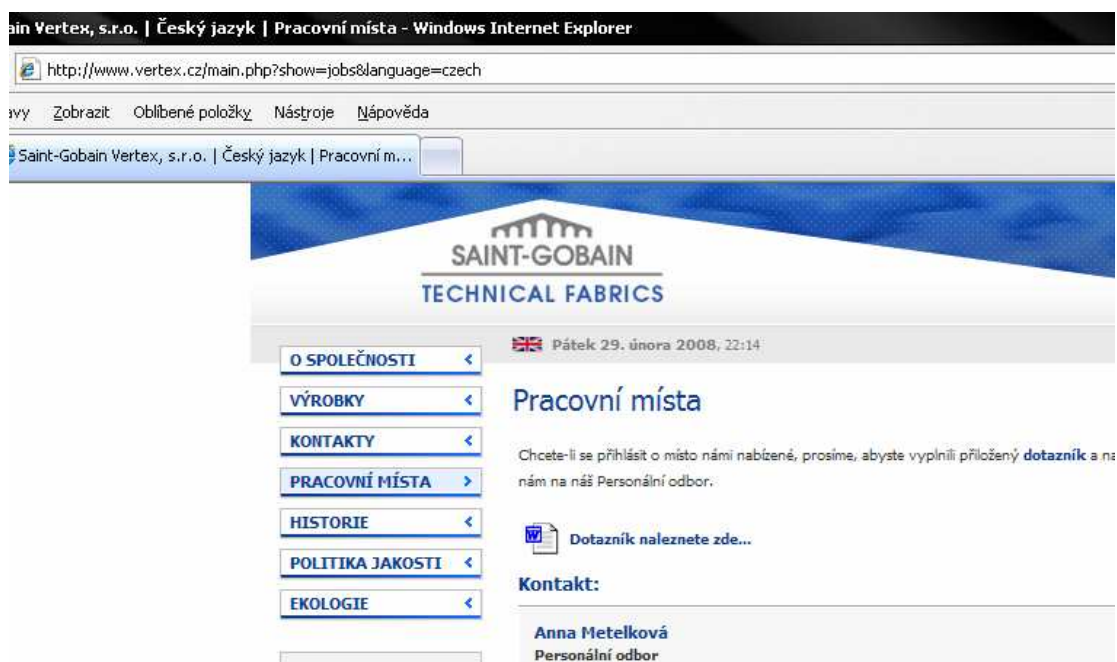 ain Vertex, s.r.o. | Český jazyk | Pracovní místa - Windows Internet Explorer
http://www.vertex.cz/main.php?show=jobs&language=czech
avy Zobrazit Oblíbené položky Nástroje Nápověda
Saint-Gobain Vertex, s.r.o. | Český jazyk | Pracovní m...
SAINT-GOBAIN
TECHNICAL FABRICS
Pátek 29. února 2008, 22:14
O SPOLEČNOSTI
VÝROBKY
KONTAKTY
PRACOVNÍ MÍSTA
HISTORIE
POLITIKA JAKOSTI
EKOLOGIE
Pracovní místa
Chcete-li se přihlásit o místo námi nabízené, prosíme, abyste vyplnili přiložený dotazník a na
nám na náš Personální odbor.
Dotazník naleznete zde...
Kontakt:
Anna Metelková
Personální odbor